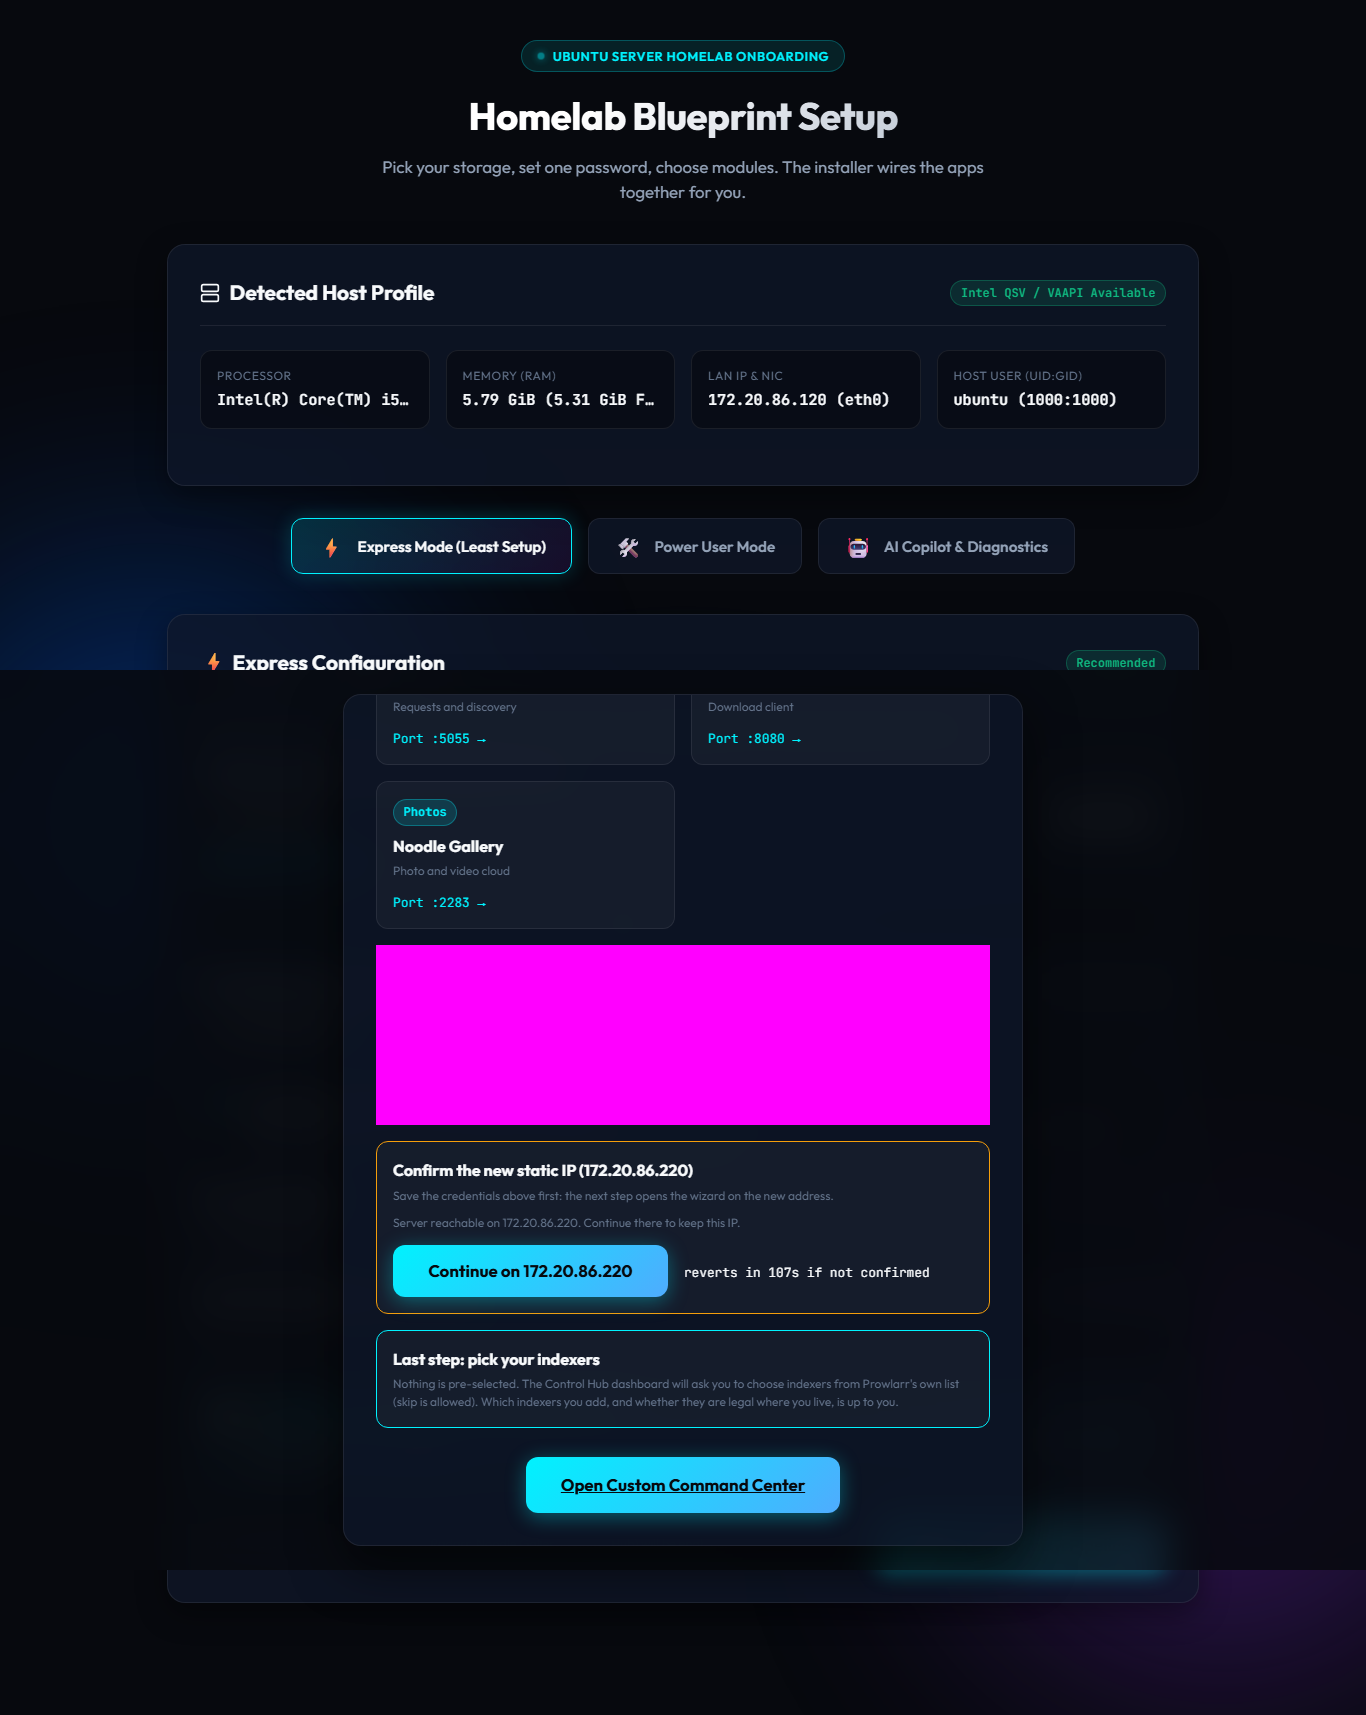 UBUNTU SERVER HOMELAB ONBOARDING
Homelab Blueprint Setup
Pick your storage, set one password, choose modules. The installer wires the apps
together for you.
Detected Host Profile
Intel QSV / VAAPI Available
PROCESSOR
Intel(R) Core(TM) i5…
MEMORY (RAM)
5.79 GiB (5.31 GiB F…
LAN IP & NIC
172.20.86.120 (eth0)
HOST USER (UID:GID)
ubuntu (1000:1000)
Express Mode (Least Setup)
Power User Mode
AI Copilot & Diagnostics
Express Configuration
Recommended
Requests and discovery
Port :5055 →
Download client
Port :8080 →
Photos
Noodle Gallery
Photo and video cloud
Port :2283 →
Confirm the new static IP (172.20.86.220)
Save the credentials above first: the next step opens the wizard on the new address.
Server reachable on 172.20.86.220. Continue there to keep this IP.
Continue on 172.20.86.220
reverts in 107s if not confirmed
Last step: pick your indexers
Nothing is pre-selected. The Control Hub dashboard will ask you to choose indexers from Prowlarr's own list
(skip is allowed). Which indexers you add, and whether they are legal where you live, is up to you.
Open Custom Command Center